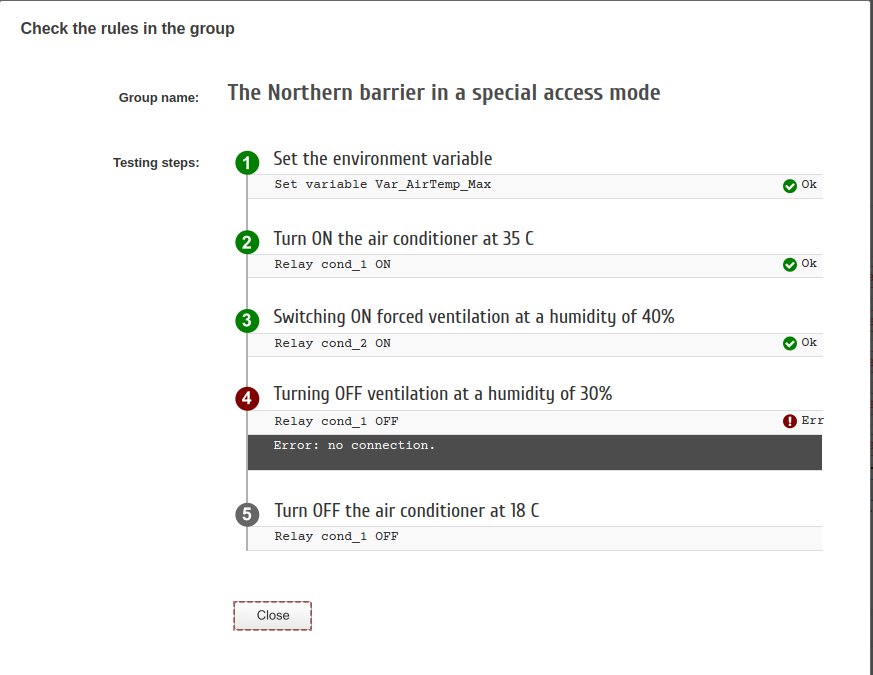 Check the rules in the group
Group name: The Northern barrier in a special access mode
Testing steps:
1 Set the environment variable
Set variable Var_AirTemp_Max Ok
2 Turn ON the air conditioner at 35 C
Relay cond_1 ON Ok
3 Switching ON forced ventilation at a humidity of 40%
Relay cond_2 ON Ok
4 Turning OFF ventilation at a humidity of 30%
Relay cond_1 OFF Err
Error: no connection.
5 Turn OFF the air conditioner at 18 C
Relay cond_1 OFF
Close